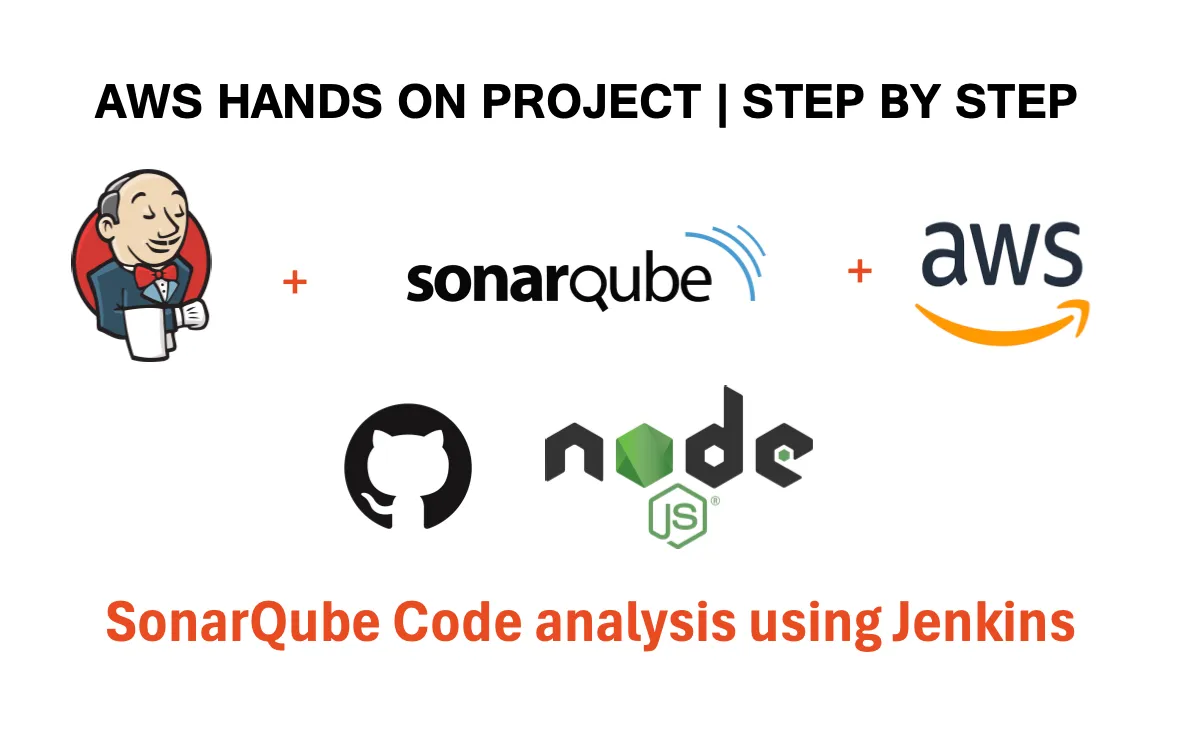 AWS HANDS ON PROJECT | STEP BY STEP
+ sonarqube + aws
node
JS®
SonarQube Code analysis using Jenkins